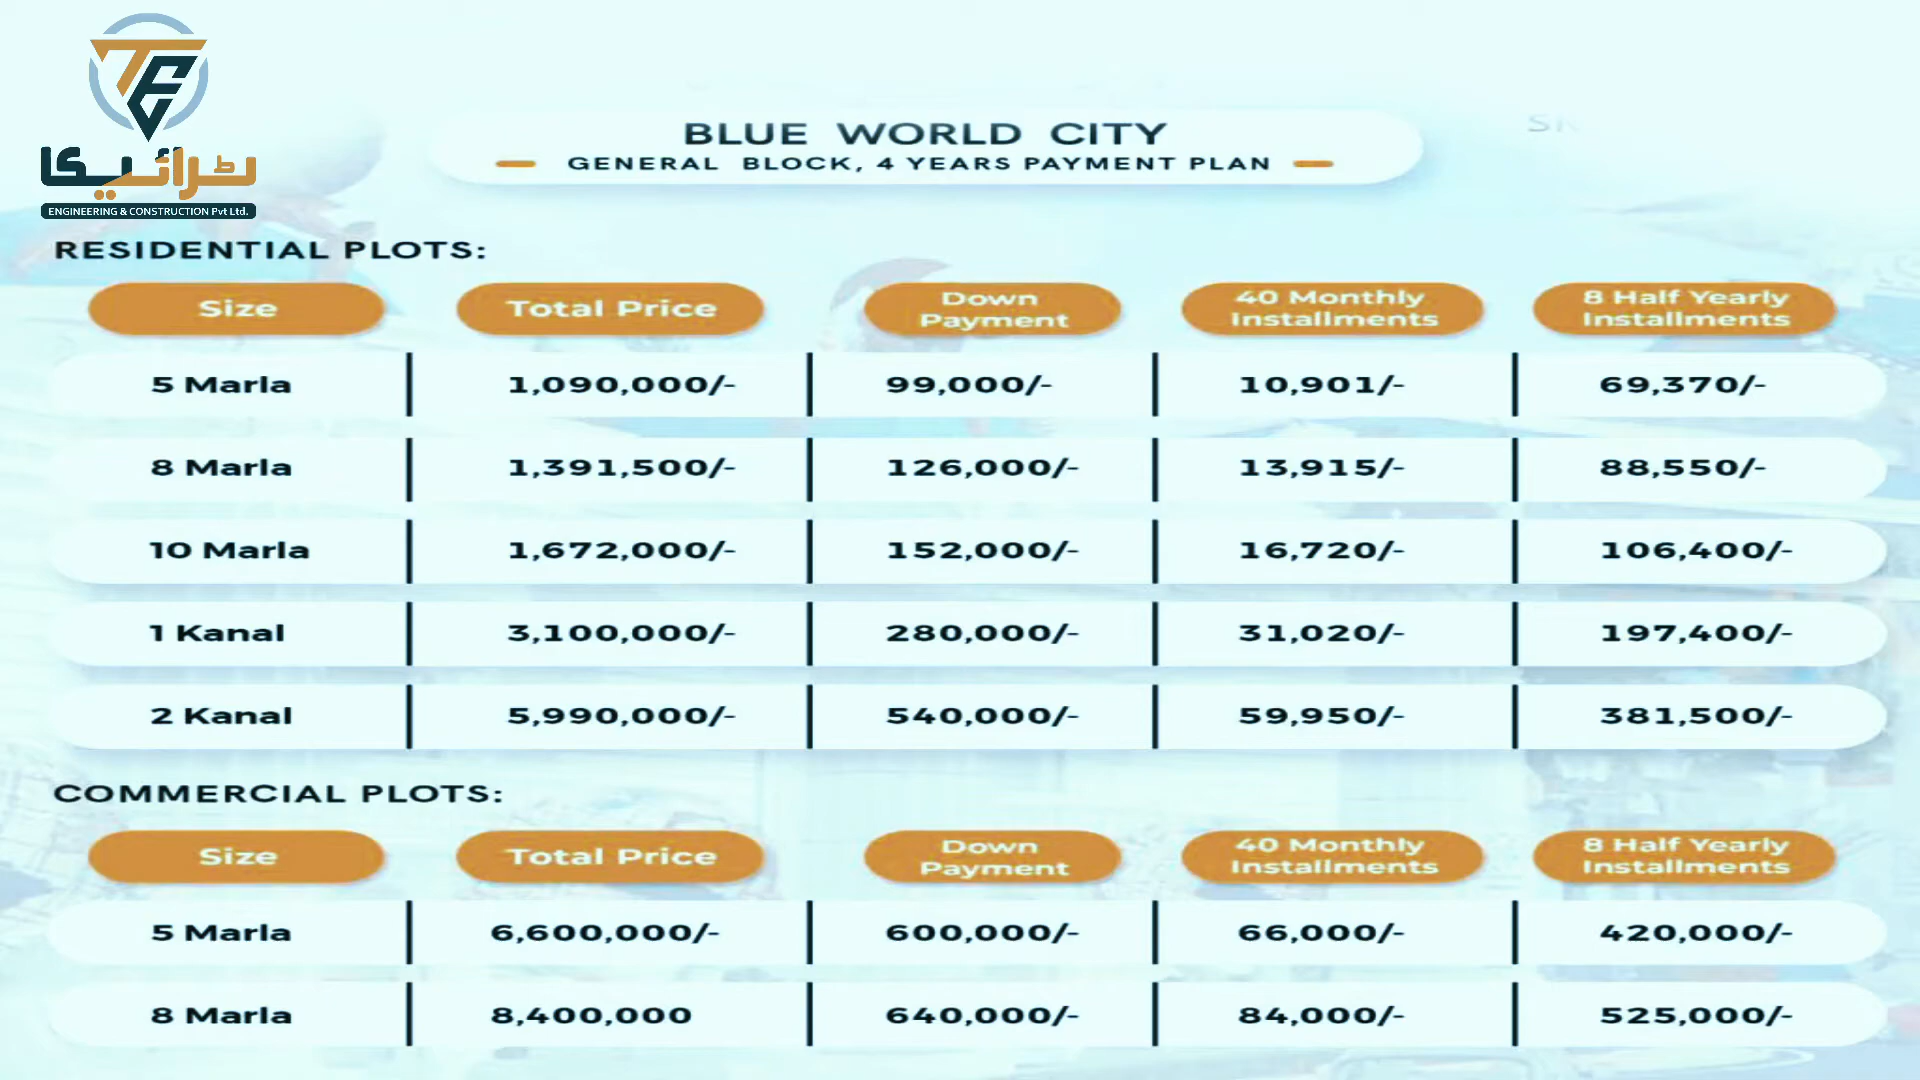 TE
ٹرائیکا
ENGINEERING & CONSTRUCTION Pvt Ltd.
BLUE WORLD CITY
GENERAL BLOCK, 4 YEARS PAYMENT PLAN
RESIDENTIAL PLOTS:
Size Total Price Down Payment 40 Monthly Installments 8 Half Yearly Installments
5 Marla 1,090,000/- 99,000/- 10,901/- 69,370/-
8 Marla 1,391,500/- 126,000/- 13,915/- 88,550/-
10 Marla 1,672,000/- 152,000/- 16,720/- 106,400/-
1 Kanal 3,100,000/- 280,000/- 31,020/- 197,400/-
2 Kanal 5,990,000/- 540,000/- 59,950/- 381,500/-
COMMERCIAL PLOTS:
Size Total Price Down Payment 40 Monthly Installments 8 Half Yearly Installments
5 Marla 6,600,000/- 600,000/- 66,000/- 420,000/-
8 Marla 8,400,000 640,000/- 84,000/- 525,000/-